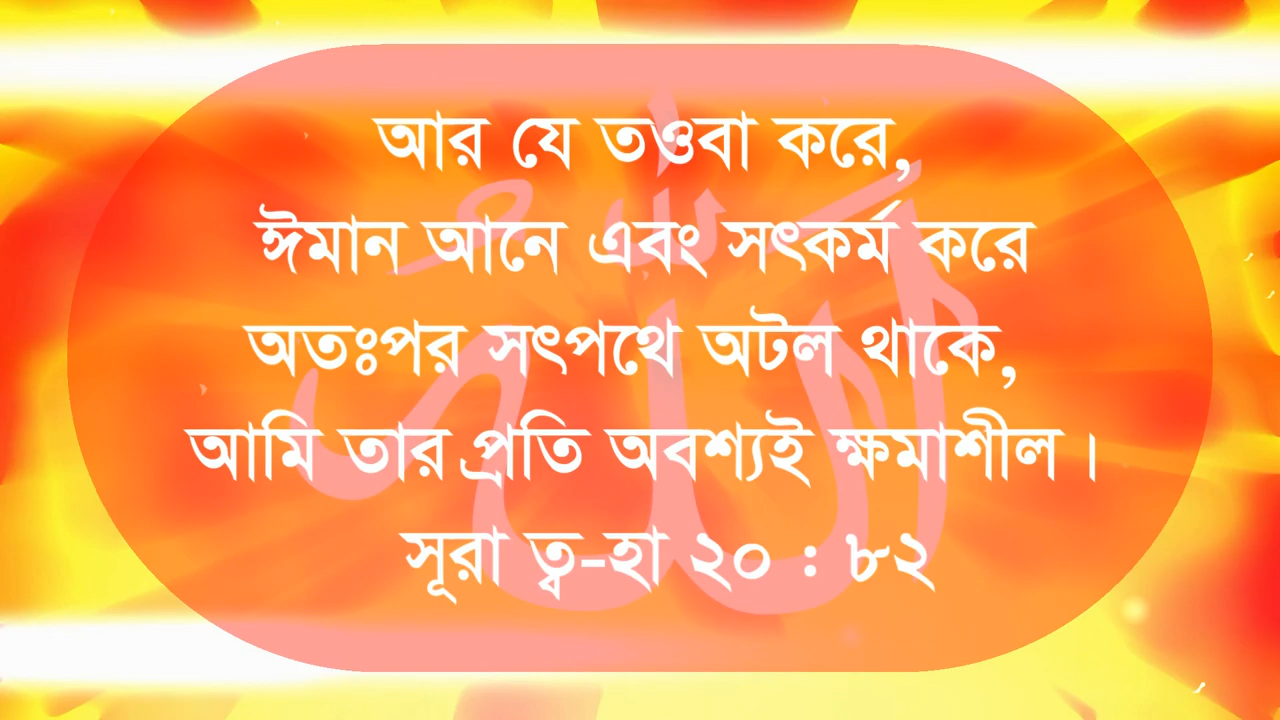 আর যে তওবা করে,
ঈমান আনে এবং সৎকর্ম করে
অতঃপর সৎপথে অটল থাকে,
আমি তার প্রতি অবশ্যই ক্ষমাশীল।
সূরা ত্ব-হা ২০ : ৮২
الله